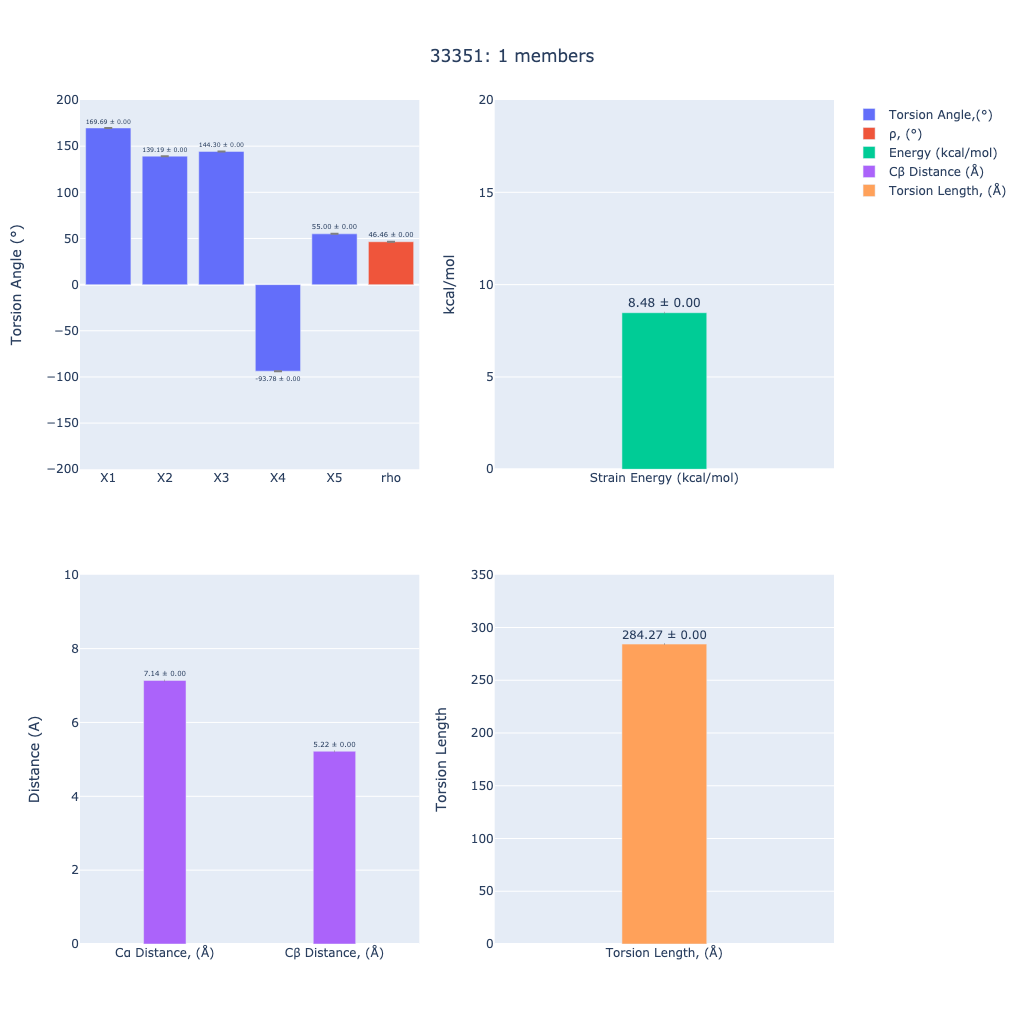 33351: 1 members
200
150
100
50
0
−50
−100
−150
−200
Torsion Angle (°)
169.69 ± 0.00
139.19 ± 0.00
144.30 ± 0.00
-93.78 ± 0.00
55.00 ± 0.00
46.46 ± 0.00
X1 X2 X3 X4 X5 rho
20
15
10
5
0
kcal/mol
8.48 ± 0.00
Strain Energy (kcal/mol)
Torsion Angle,(°)
ρ, (°)
Energy (kcal/mol)
Cβ Distance (Å)
Torsion Length, (Å)
10
8
6
4
2
0
Distance (A)
7.14 ± 0.00
5.22 ± 0.00
Cα Distance, (Å) Cβ Distance, (Å)
350
300
250
200
150
100
50
0
Torsion Length
284.27 ± 0.00
Torsion Length, (Å)